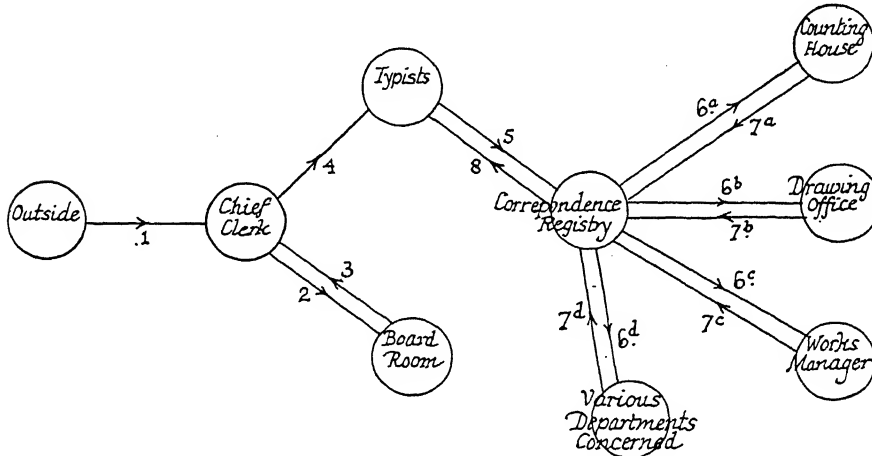 Counting
House
Typists
6a
7a
5
8
4
Outside
1
Chief
Clerk
Correpondence
Registry
6b
7b
Drawing
Office
3
2
6c
7c
7d
6d
Board
Room
Works
Manager
Various
Departments
Concerned